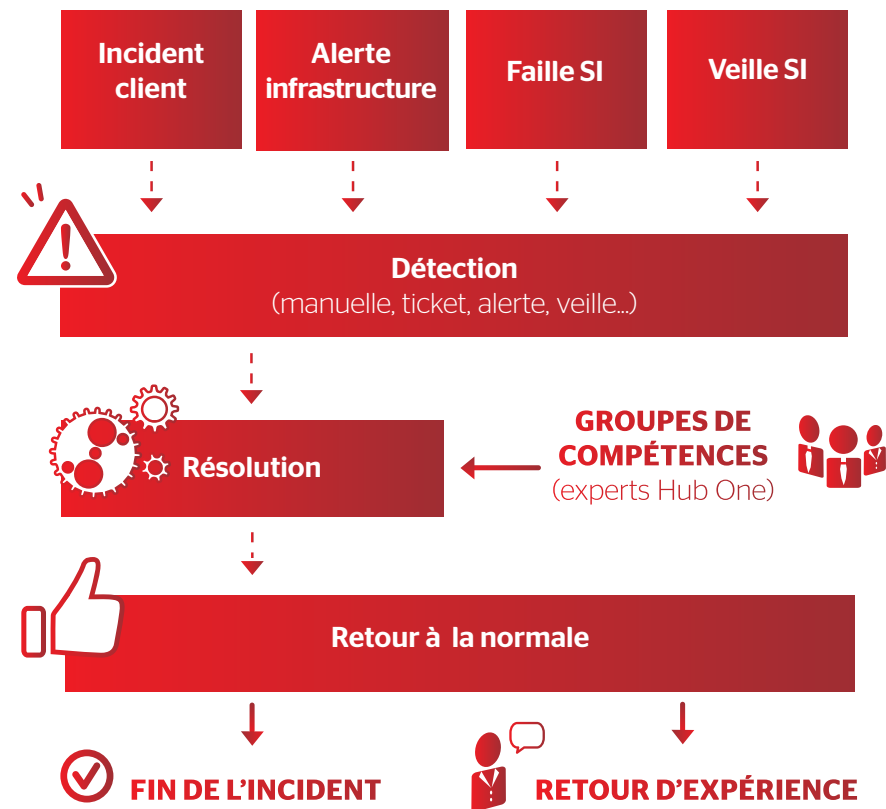 Incident
client
Alerte
infrastructure
Faille SI
Veille SI
Détection
(manuelle, ticket, alerte, veille...)
Résolution
GROUPES DE
COMPÉTENCES
(experts Hub One)
Retour à la normale
FIN DE L'INCIDENT
RETOUR D'EXPÉRIENCE